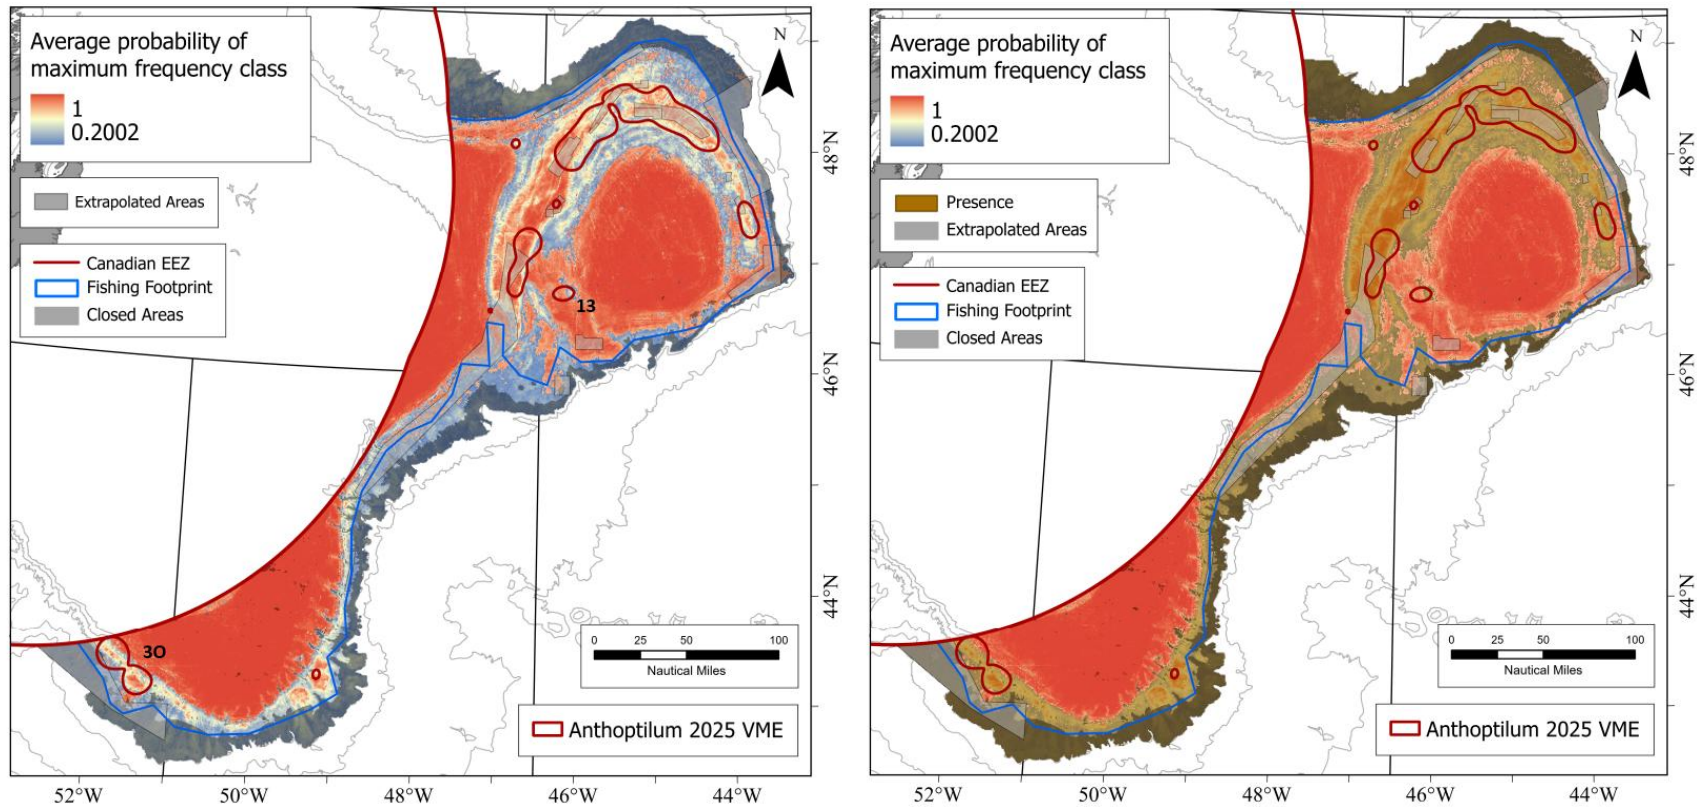 Average probability of
maximum frequency class
1
0.2002
Extrapolated Areas
Canadian EEZ
Fishing Footprint
Closed Areas
N
13
3O
48°N
46°N
44°N
0 25 50 100
Nautical Miles
Anthoptilum 2025 VME
52°W 50°W 48°W 46°W 44°W
Average probability of
maximum frequency class
1
0.2002
Presence
Extrapolated Areas
Canadian EEZ
Fishing Footprint
Closed Areas
N
48°N
46°N
44°N
0 25 50 100
Nautical Miles
Anthoptilum 2025 VME
52°W 50°W 48°W 46°W 44°W